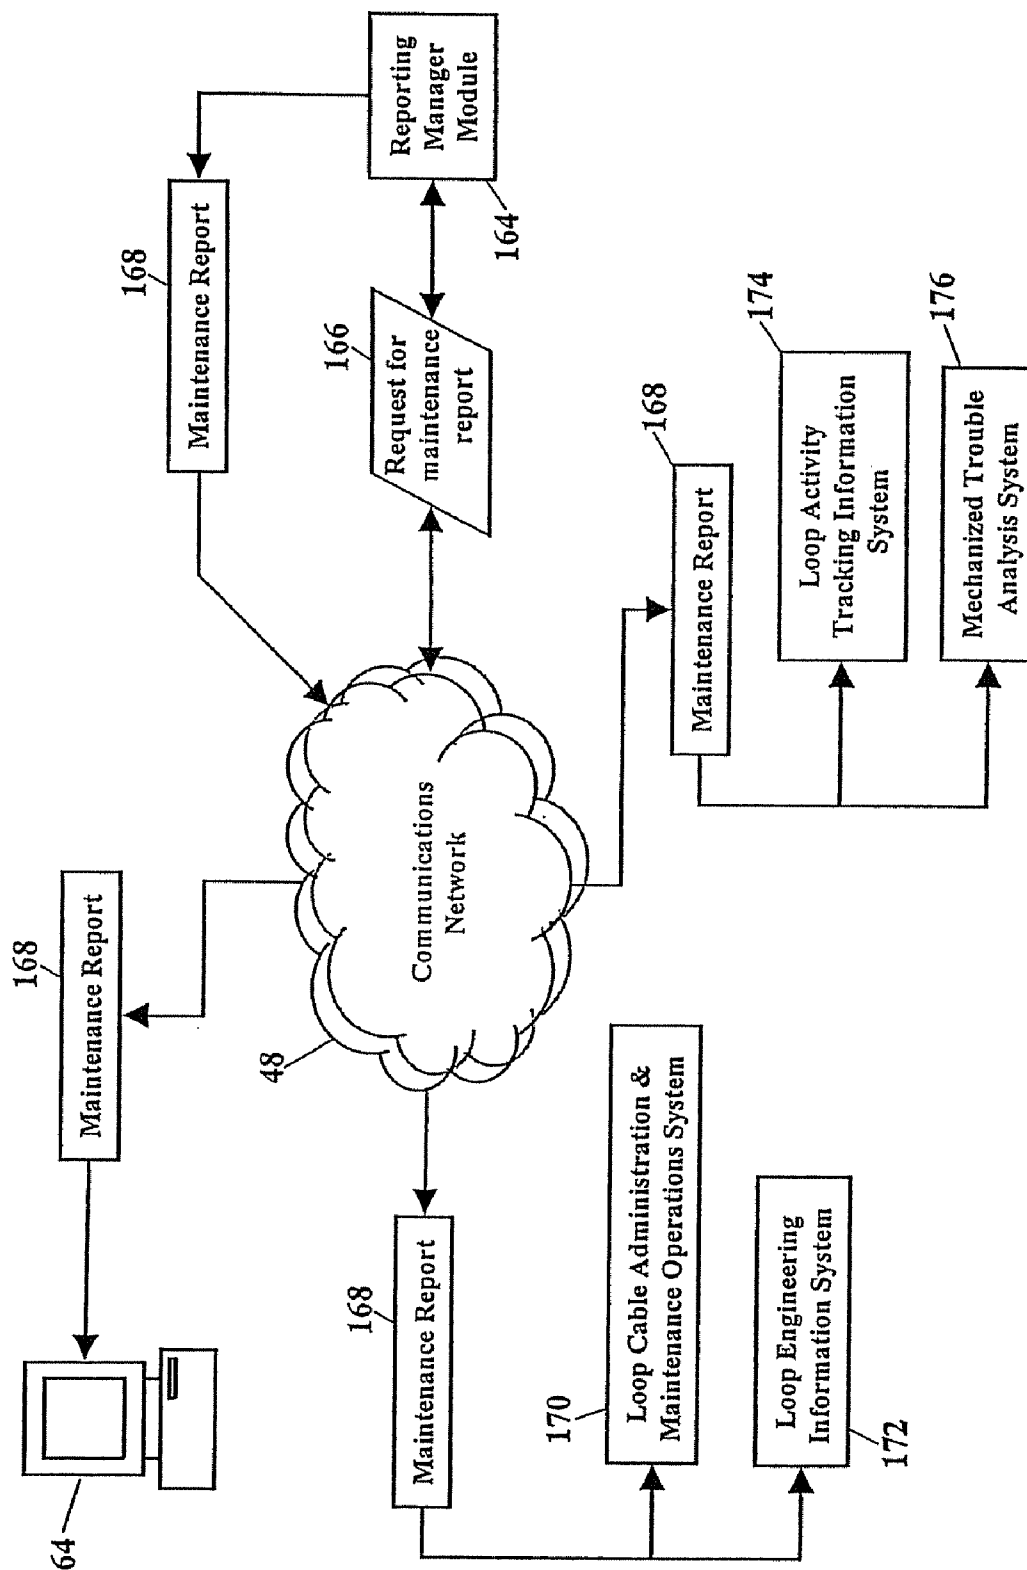 64
Maintenance Report
168
Maintenance Report
168
Reporting
Manager
Module
164
Request for
maintenance
report
166
Communications
Network
48
Maintenance Report
168
Maintenance Report
168
Loop Cable Administration &
Maintenance Operations System
170
Loop Engineering
Information System
172
Loop Activity
Tracking Information
System
174
Mechanized Trouble
Analysis System
176